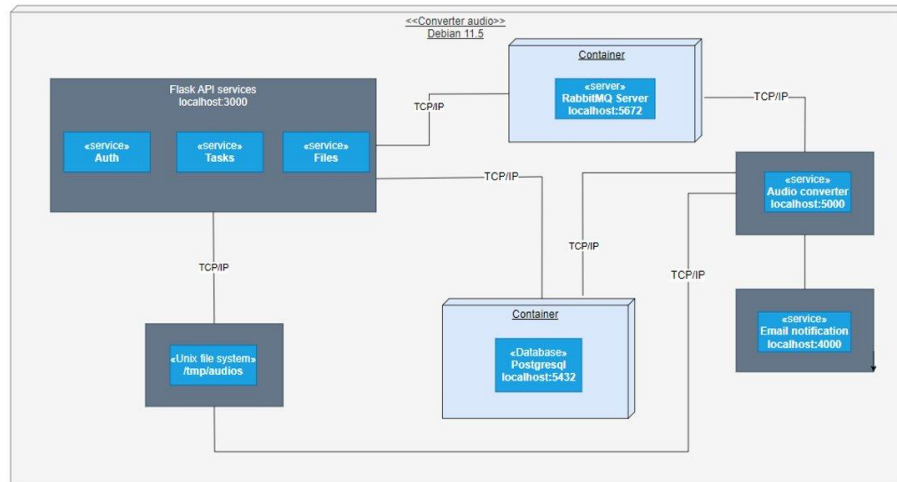 <<Converter audio>>
Debian 11.5
Flask API services
localhost:3000
«service»
Auth
«service»
Tasks
«service»
Files
TCP/IP
Container
«server»
RabbitMQ Server
localhost:5672
TCP/IP
TCP/IP
«service»
Audio converter
localhost:5000
TCP/IP
TCP/IP
TCP/IP
Container
«Database»
Postgresql
localhost:5432
«service»
Email notification
localhost:4000
«Unix file system»
/tmp/audios